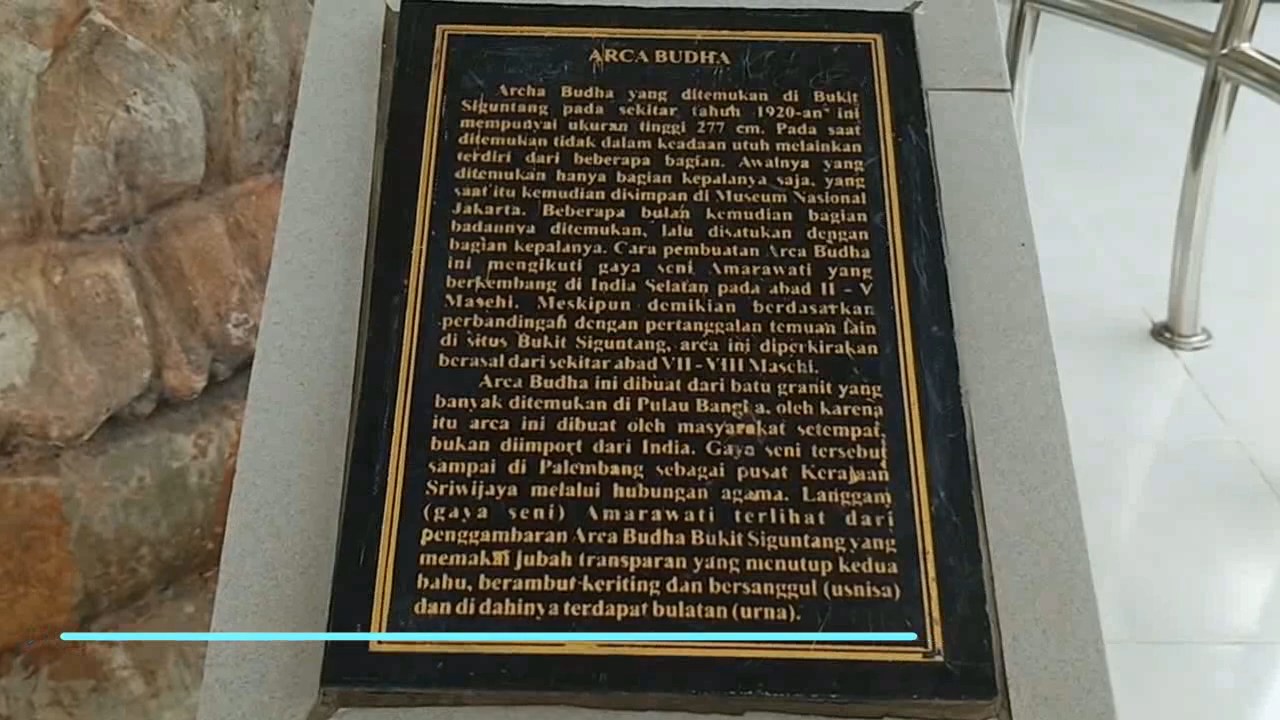 ARCA BUDHA
Archa Budha yang ditemukan di Bukit
Siguntang pada sekitar tahun 1920-an ini
mempunyai ukuran tinggi 277 cm. Pada saat
ditemukan tidak dalam keadaan utuh melainkan
terdiri dari beberapa bagian. Awalnya yang
ditemukan hanya bagian kepalanya saja, yang
saat itu kemudian disimpan di Museum Nasional
Jakarta. Beberapa bulan kemudian bagian
badannya ditemukan, lalu disatukan dengan
bagian kepalanya. Cara pembuatan Arca Budha
ini mengikuti gaya seni Amarawati yang
berkembang di India Selatan pada abad II - V
Masehi. Meskipun demikian berdasarkan
perbandingan dengan pertanggalan temuan lain
di situs Bukit Siguntang, arca ini diperkirakan
berasal dari sekitar abad VII - VIII Masehi.
Arca Budha ini dibuat dari batu granit yang
banyak ditemukan di Pulau Bangka, oleh karena
itu arca ini dibuat oleh masyarakat setempat,
bukan diimport dari India. Gaya seni tersebut
sampai di Palembang sebagai pusat Kerajaan
Sriwijaya melalui hubungan agama. Langgam
(gaya seni) Amarawati terlihat dari
penggambaran Arca Budha Bukit Siguntang yang
memakai jubah transparan yang menutup kedua
bahu, berambut keriting dan bersanggul (usnisa)
dan di dahinya terdapat bulatan (urna).